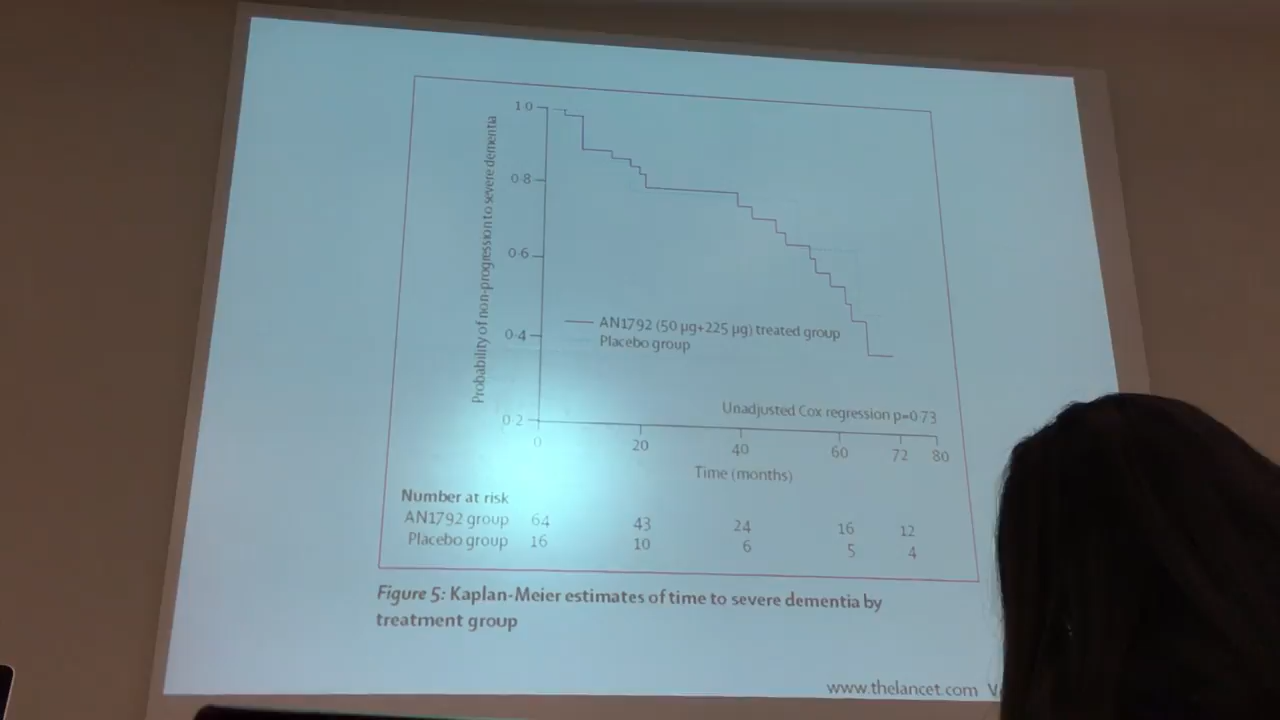 Probability of non-progression to severe dementia
1·0
0·8
0·6
0·4
0·2
AN1792 (50 µg+225 µg) treated group
Placebo group
Unadjusted Cox regression p=0·73
0 20 40 60 72 80
Time (months)
Number at risk
AN1792 group 64 43 24 16 12
Placebo group 16 10 6 5 4
Figure 5: Kaplan-Meier estimates of time to severe dementia by
treatment group
www.thelancet.com